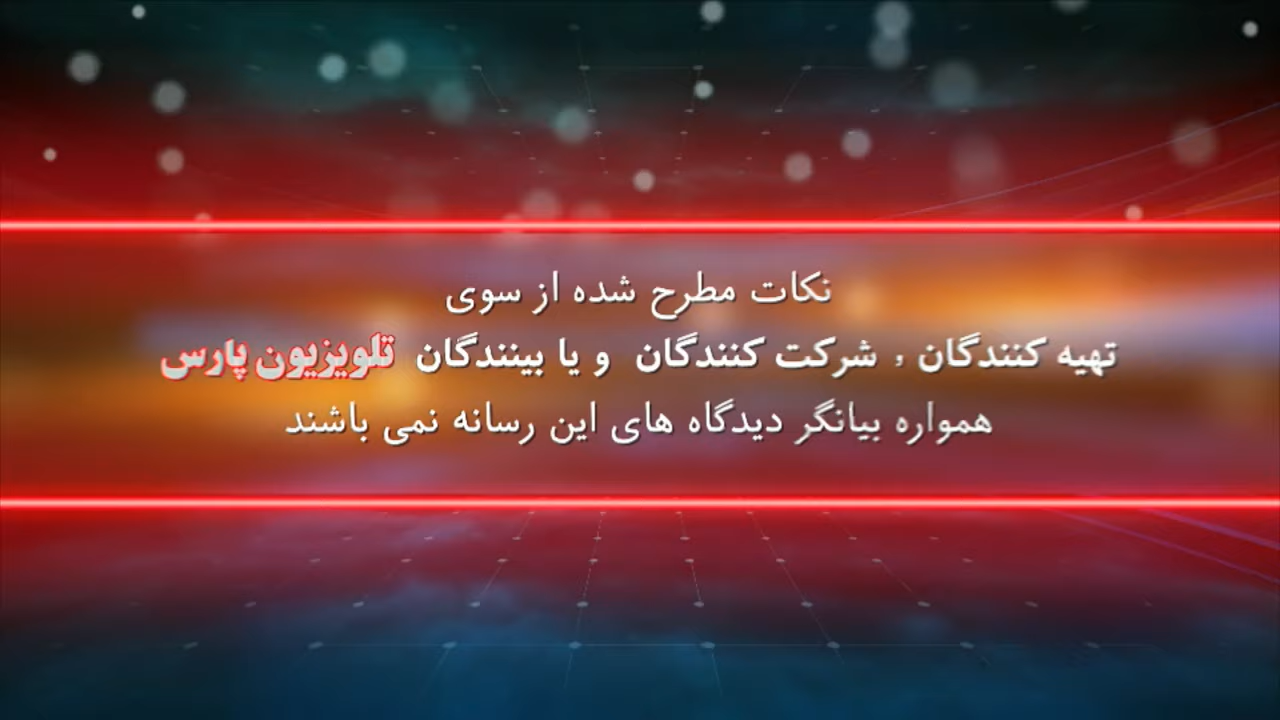 نکات مطرح شده از سوی
تهیه کنندگان ، شرکت کنندگان و یا بینندگان تلویزیون پارس
همواره بیانگر دیدگاه های این رسانه نمی باشند